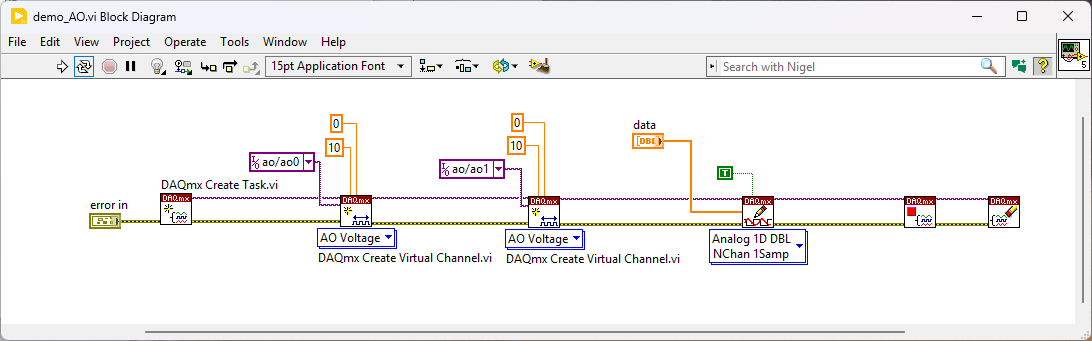 demo_AO.vi Block Diagram
File Edit View Project Operate Tools Window Help
15pt Application Font
Search with Nigel
?
5
0
0
data
10
10
DBL
I/O ao/ao0
I/O ao/ao1
T
DAQmx Create Task.vi
error in
DAQmx
DAQmx
DAQmx
DAQmx
DAQmx
DAQmx
AO Voltage
AO Voltage
Analog 1D DBL
NChan 1Samp
DAQmx Create Virtual Channel.vi
DAQmx Create Virtual Channel.vi